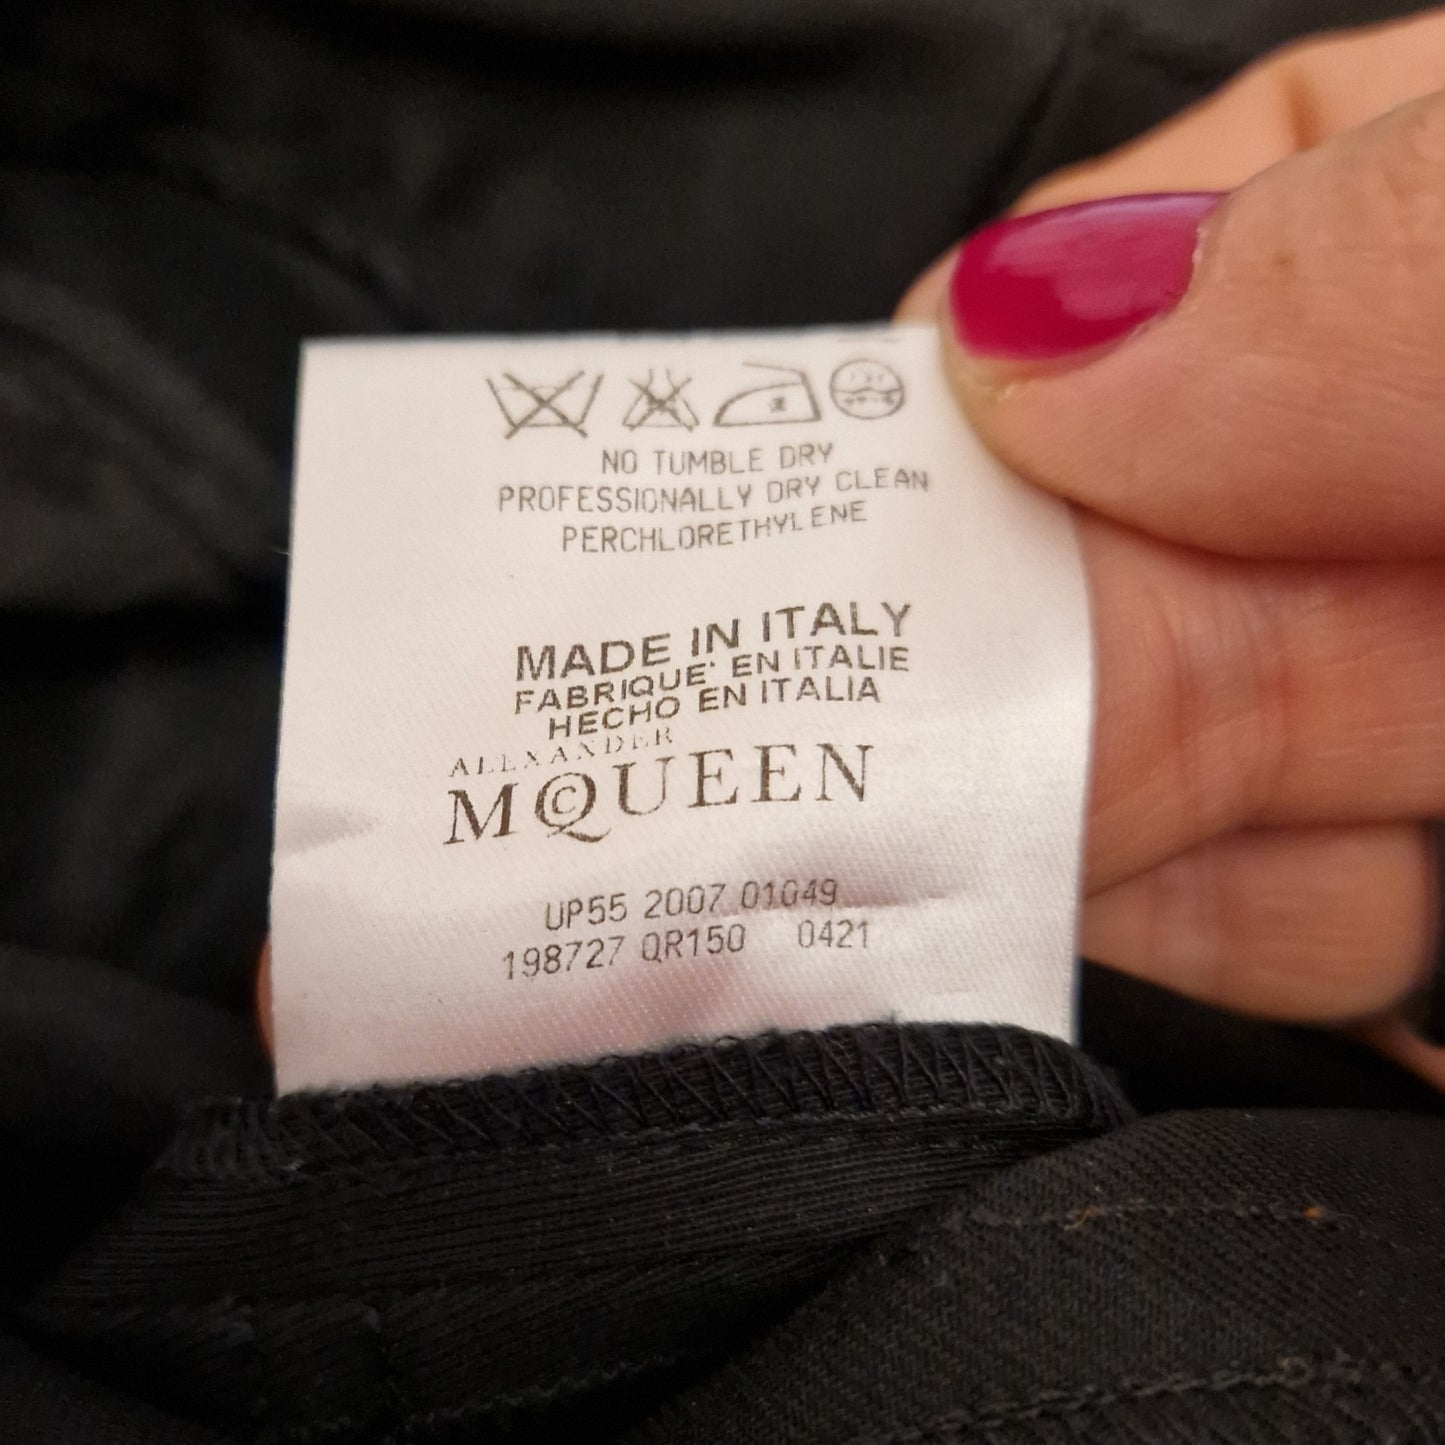 NO TUMBLE DRY
PROFESSIONALLY DRY CLEAN
PERCHLORETHYLENE
MADE IN ITALY
FABRIQUE' EN ITALIE
HECHO EN ITALIA
ALEXANDER
MCQUEEN
UP55 2007 01049
198727 QR150 0421